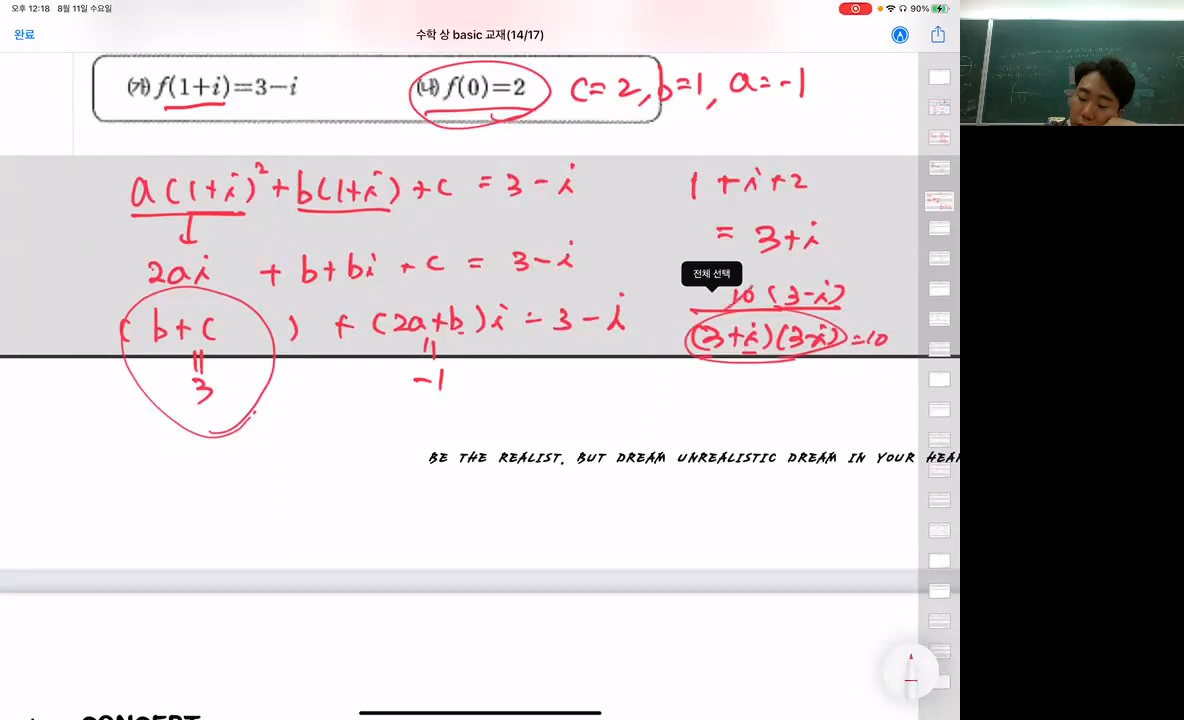 오후 12:18 8월 11일 수요일
90%
완료
수학 상 basic 교재(14/17)
(가) f(1+i)=3-i
(나) f(0)=2
c=2, b=1, a=-1
a(1+i)²+b(1+i)+c = 3-i
2ai + b+bi+c = 3-i
(b+c) + (2a+b)i = 3-i
=
3
=
-1
1+i+2
= 3+i
전체 선택
10(3-i)
(3+i)(3-i)=10
BE THE REALIST, BUT DREAM UNREALISTIC DREAM IN YOUR HEA
CONCEPT